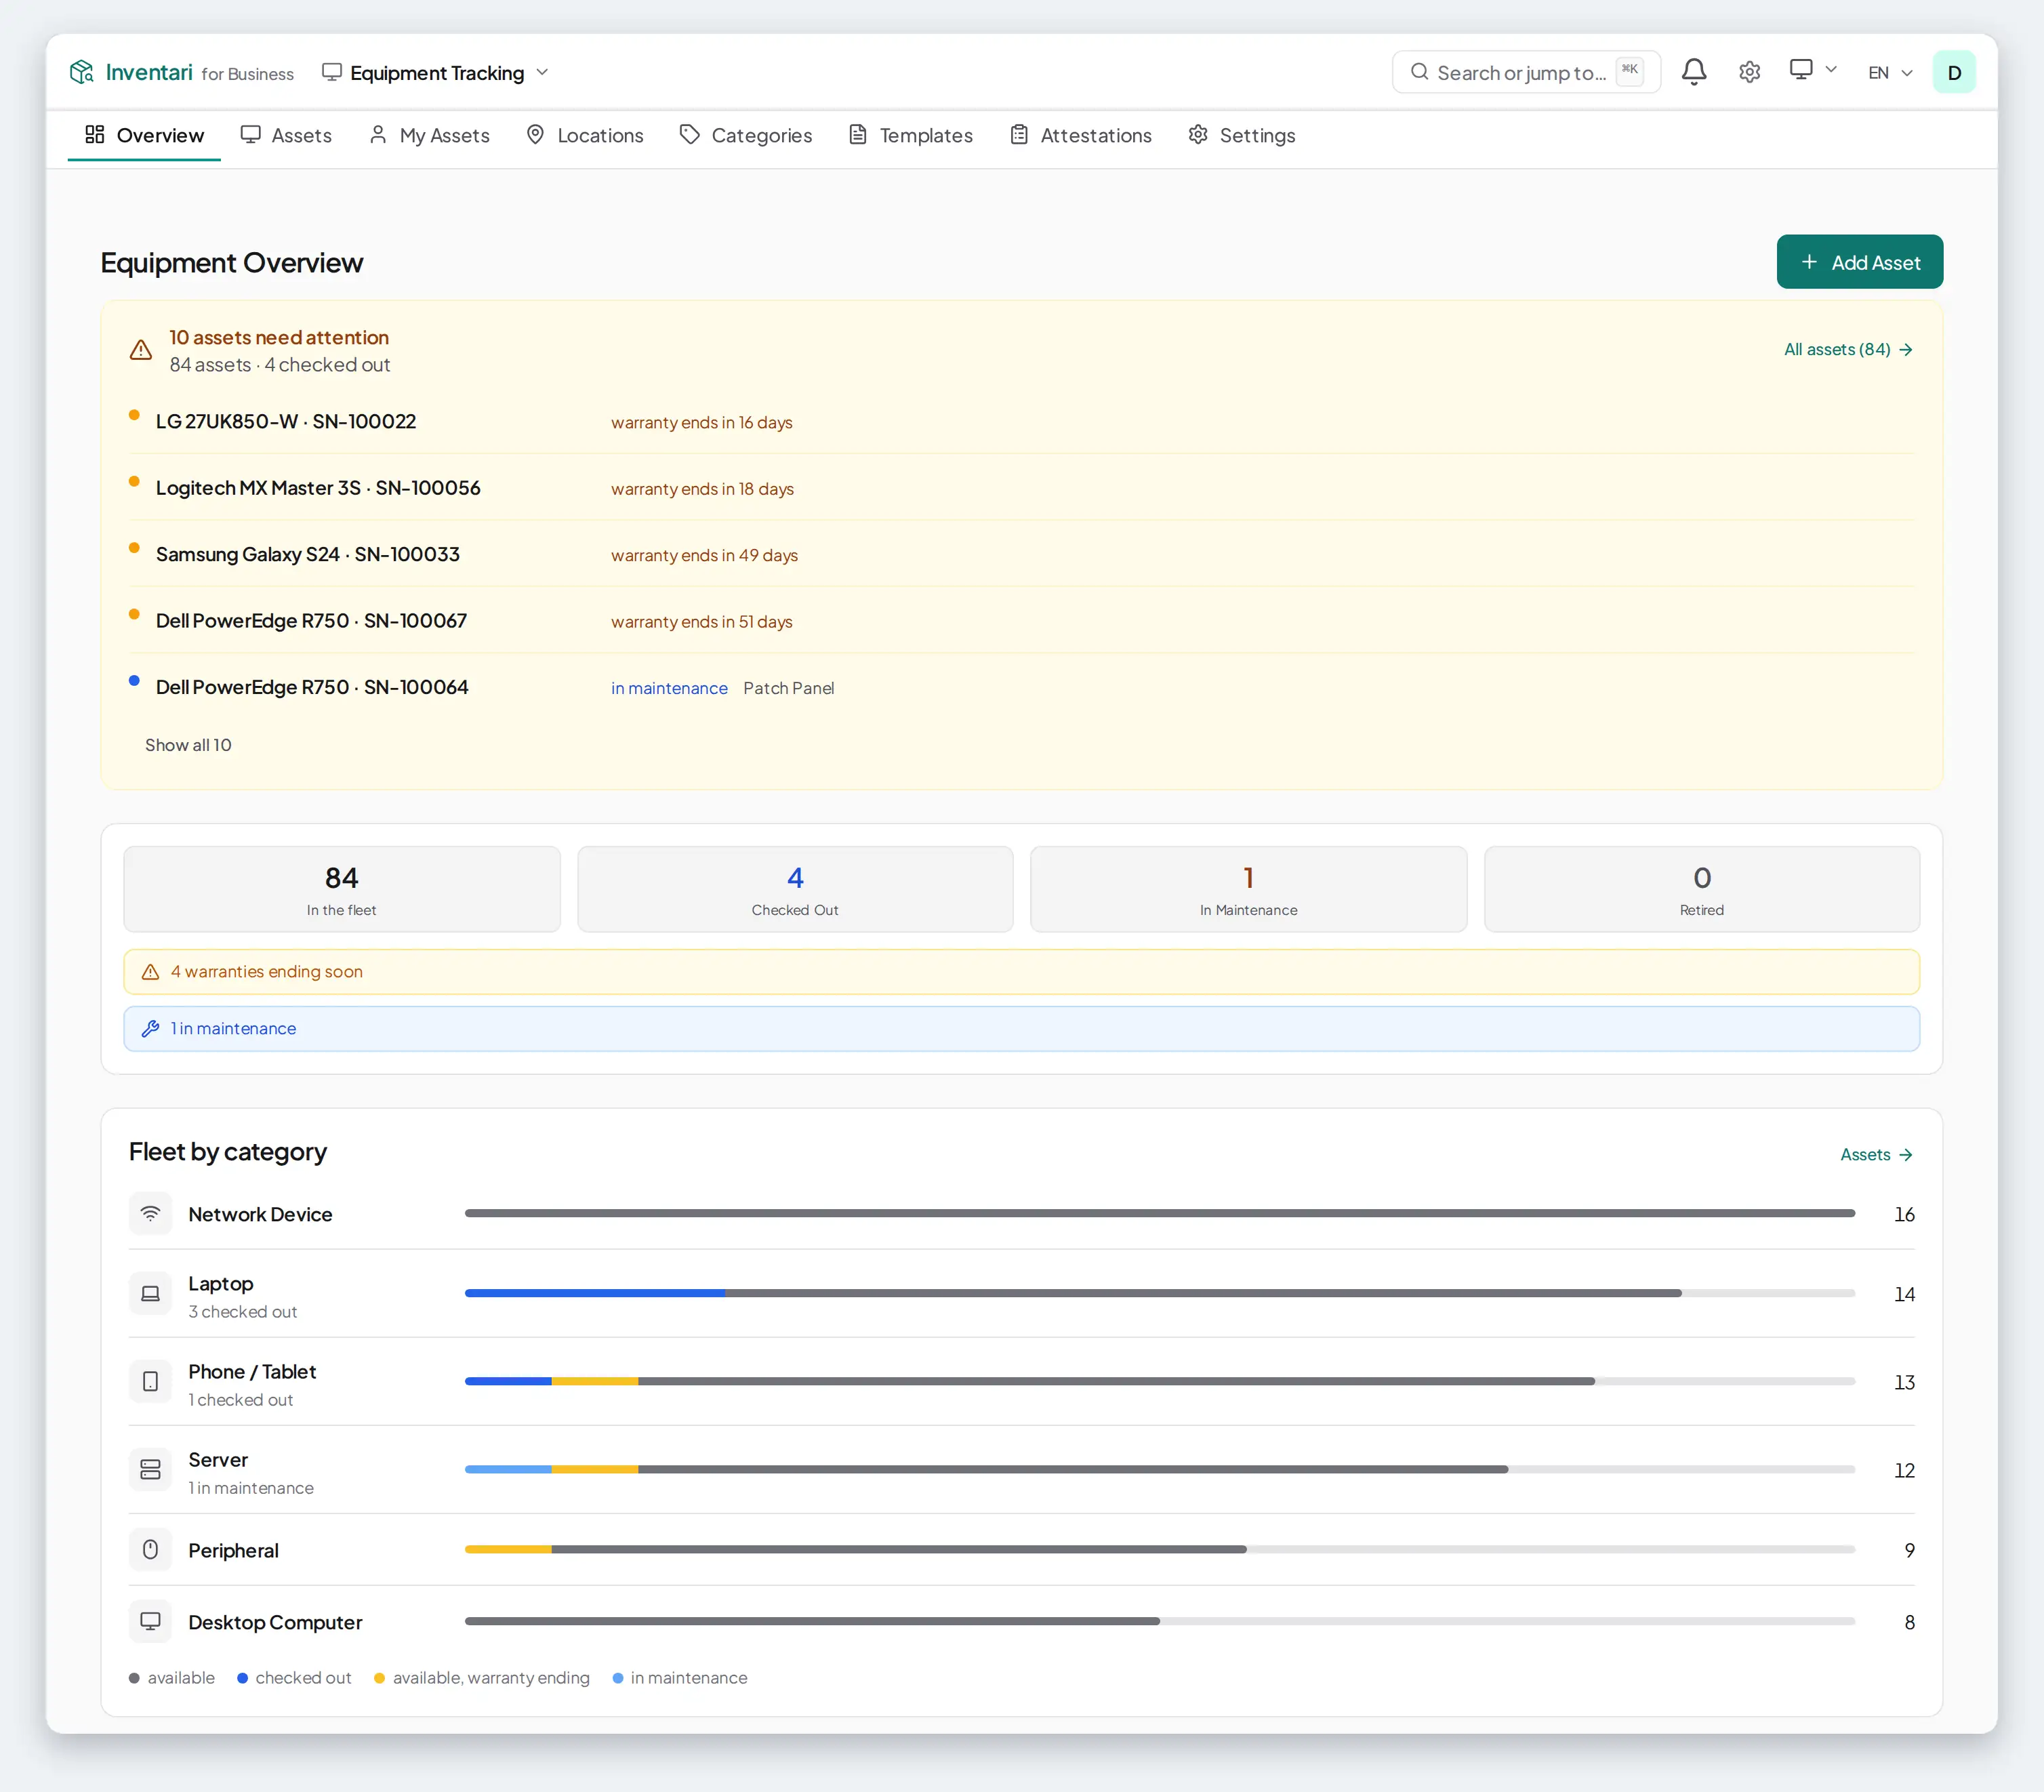 Inventari for Business Equipment Tracking Search or jump to... ⌘K EN D
Overview Assets My Assets Locations Categories Templates Attestations Settings
Equipment Overview
Add Asset
10 assets need attention
84 assets · 4 checked out
All assets (84) →
LG 27UK850-W · SN-100022 warranty ends in 16 days
Logitech MX Master 3S · SN-100056 warranty ends in 18 days
Samsung Galaxy S24 · SN-100033 warranty ends in 49 days
Dell PowerEdge R750 · SN-100067 warranty ends in 51 days
Dell PowerEdge R750 · SN-100064 in maintenance Patch Panel
Show all 10
84 4 1 0
In the fleet Checked Out In Maintenance Retired
4 warranties ending soon
1 in maintenance
Fleet by category
Assets →
Network Device 16
Laptop
3 checked out
14
Phone / Tablet
1 checked out
13
Server
1 in maintenance
12
Peripheral 9
Desktop Computer 8
available checked out available, warranty ending in maintenance